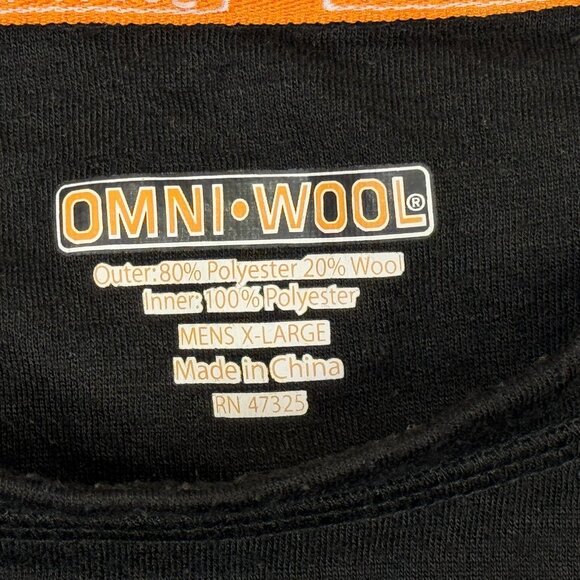 OMNI•WOOL®
Outer: 80% Polyester 20% Wool
Inner: 100% Polyester
MENS X-LARGE
Made in China
RN 47325